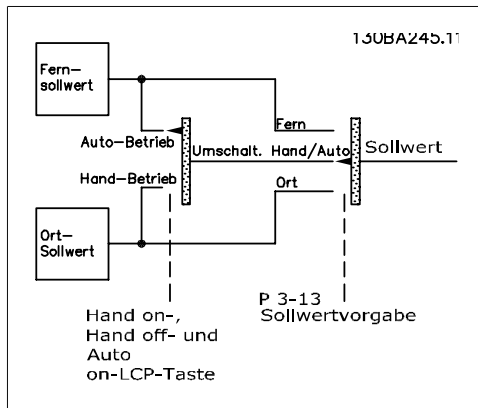 130BA245.11
Fern–
sollwert
Fern
Auto–Betrieb
Umschalt. Hand/Auto
Sollwert
Hand–Betrieb
Ort
Ort–
Sollwert
P 3-13
Sollwertvorgabe
Hand on-,
Hand off- und
Auto
on-LCP-Taste